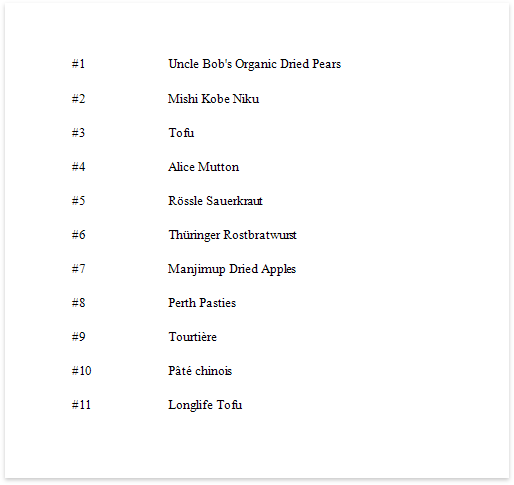 #1 Uncle Bob's Organic Dried Pears
#2 Mishi Kobe Niku
#3 Tofu
#4 Alice Mutton
#5 Rössle Sauerkraut
#6 Thüringer Rostbratwurst
#7 Manjimup Dried Apples
#8 Perth Pasties
#9 Tourtière
#10 Pâté chinois
#11 Longlife Tofu